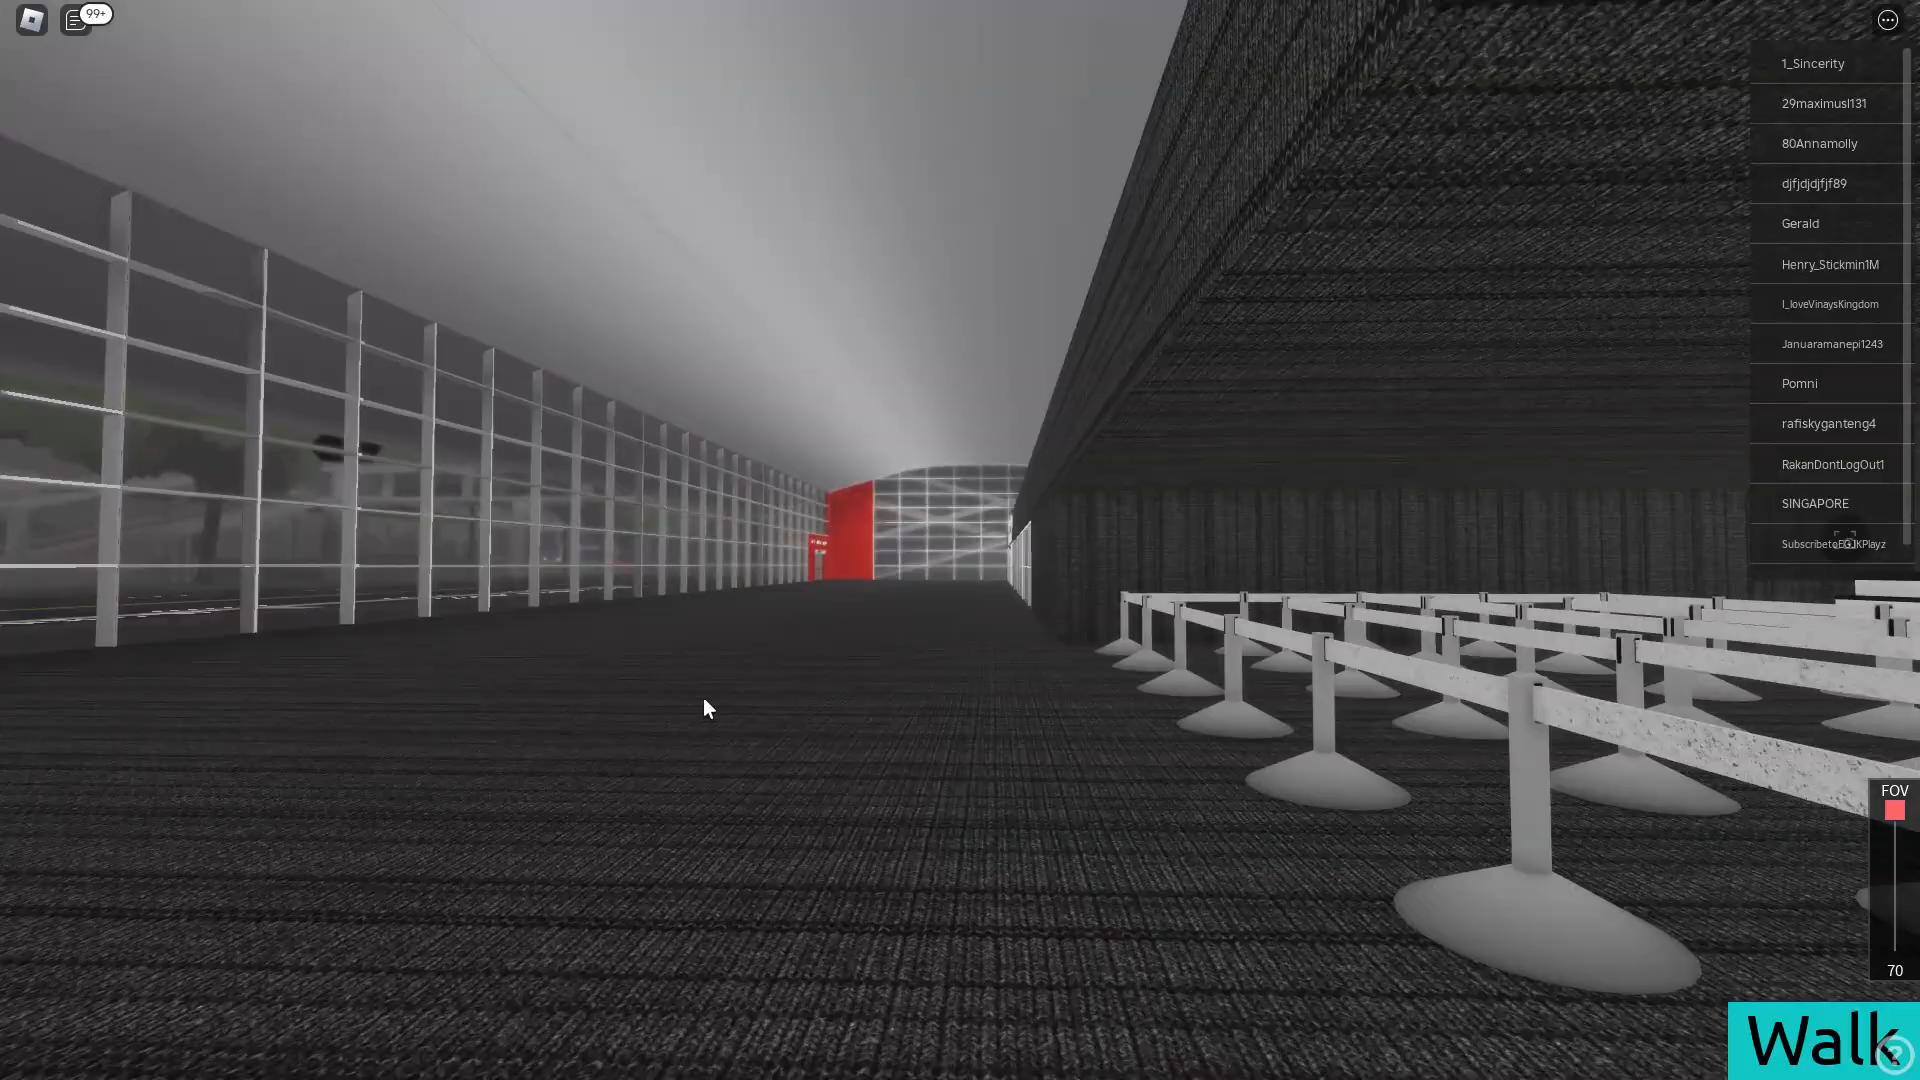 99+
1_Sincerity
29maximusl131
80Annamolly
djfjdjdjfjf89
Gerald
Henry_Stickmin1M
I_loveVinaysKingdom
Januaramanepi1243
Pomni
rafiskyganteng4
RakanDontLogOut1
SINGAPORE
FOV
70
Walk